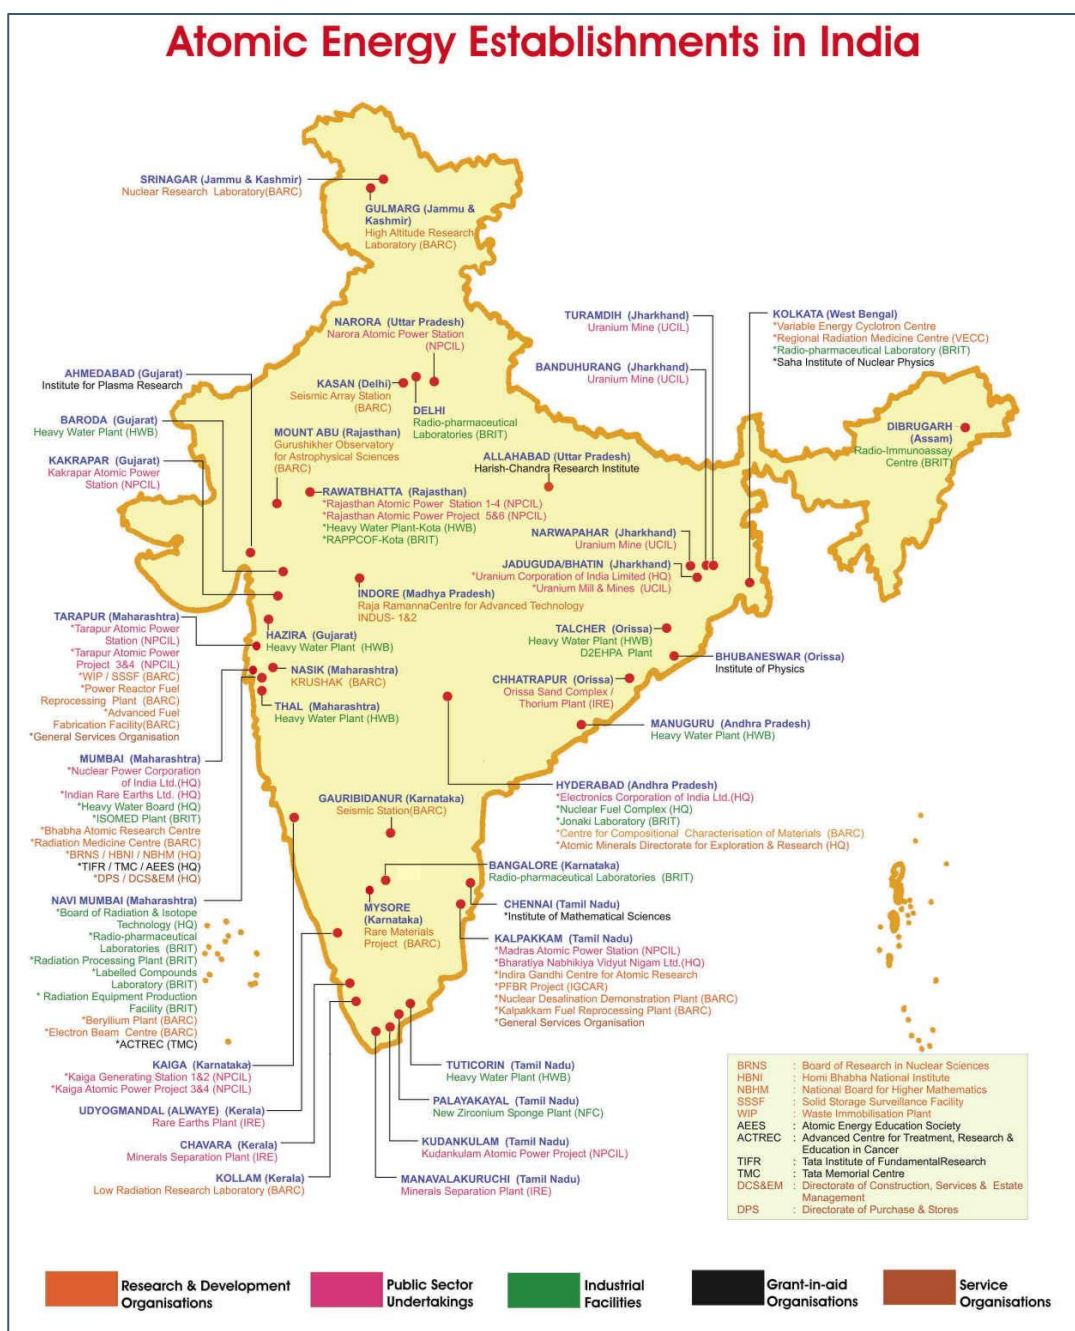 Atomic Energy Establishments in India
SRINAGAR (Jammu & Kashmir)
Nuclear Research Laboratory(BARC)
GULMARG (Jammu &
Kashmir)
High Altitude Research
Laboratory (BARC)
NARORA (Uttar Pradesh)
Narora Atomic Power Station
(NPCIL)
TURAMDIH (Jharkhand)
Uranium Mine (UCIL)
KOLKATA (West Bengal)
*Variable Energy Cyclotron Centre
*Regional Radiation Medicine Centre (VECC)
*Radio-pharmaceutical Laboratory (BRIT)
*Saha Institute of Nuclear Physics
BANDUHURANG (Jharkhand)
Uranium Mine (UCIL)
AHMEDABAD (Gujarat)
Institute for Plasma Research
KASAN (Delhi)
Seismic Array Station
(BARC)
DELHI
Radio-pharmaceutical
Laboratories (BRIT)
BARODA (Gujarat)
Heavy Water Plant (HWB)
MOUNT ABU (Rajasthan)
Gurushikher Observatory
for Astrophysical Sciences
(BARC)
DIBRUGARH
(Assam)
Radio-Immunoassay
Centre (BRIT)
KAKRAPAR (Gujarat)
Kakrapar Atomic Power
Station (NPCIL)
ALLAHABAD (Uttar Pradesh)
Harish-Chandra Research Institute
RAWATBHATTA (Rajasthan)
*Rajasthan Atomic Power Station 1-4 (NPCIL)
*Rajasthan Atomic Power Project 5&6 (NPCIL)
*Heavy Water Plant-Kota (HWB)
*RAPPCOF-Kota (BRIT)
NARWAPAHAR (Jharkhand)
Uranium Mine (UCIL)
JADUGUDA/BHATIN (Jharkhand)
*Uranium Corporation of India Limited (HQ)
*Uranium Mill & Mines (UCIL)
INDORE (Madhya Pradesh)
Raja RamannaCentre for Advanced Technology
INDUS- 1&2
TARAPUR (Maharashtra)
*Tarapur Atomic Power
Station (NPCIL)
*Tarapur Atomic Power
Project 3&4 (NPCIL)
*WIP / SSSF (BARC)
*Power Reactor Fuel
Reprocessing Plant (BARC)
*Advanced Fuel
Fabrication Facility(BARC)
*General Services Organisation
HAZIRA (Gujarat)
Heavy Water Plant (HWB)
TALCHER (Orissa)
Heavy Water Plant (HWB)
D2EHPA Plant
BHUBANESWAR (Orissa)
Institute of Physics
NASIK (Maharashtra)
KRUSHAK (BARC)
CHHATRAPUR (Orissa)
Orissa Sand Complex /
Thorium Plant (IRE)
THAL (Maharashtra)
Heavy Water Plant (HWB)
MANUGURU (Andhra Pradesh)
Heavy Water Plant (HWB)
MUMBAI (Maharashtra)
*Nuclear Power Corporation
of India Ltd.(HQ)
*Indian Rare Earths Ltd. (HQ)
*Heavy Water Board (HQ)
*ISOMED Plant (BRIT)
*Bhabha Atomic Research Centre
*Radiation Medicine Centre (BARC)
*BRNS / HBNI / NBHM (HQ)
*TIFR / TMC / AEES (HQ)
*DPS / DCS&EM (HQ)
HYDERABAD (Andhra Pradesh)
*Electronics Corporation of India Ltd.(HQ)
*Nuclear Fuel Complex (HQ)
*Jonaki Laboratory (BRIT)
*Centre for Compositional Characterisation of Materials (BARC)
*Atomic Minerals Directorate for Exploration & Research (HQ)
GAURIBIDANUR (Karnataka)
Seismic Station(BARC)
BANGALORE (Karnataka)
Radio-pharmaceutical Laboratories (BRIT)
NAVI MUMBAI (Maharashtra)
*Board of Radiation & Isotope
Technology (HQ)
*Radio-pharmaceutical
Laboratories (BRIT)
*Radiation Processing Plant (BRIT)
*Labelled Compounds
Laboratory (BRIT)
* Radiation Equipment Production
Facility (BRIT)
*Beryllium Plant (BARC)
*Electron Beam Centre (BARC)
*ACTREC (TMC)
MYSORE
(Karnataka)
Rare Materials
Project (BARC)
CHENNAI (Tamil Nadu)
*Institute of Mathematical Sciences
KALPAKKAM (Tamil Nadu)
*Madras Atomic Power Station (NPCIL)
*Bharatiya Nabhikiya Vidyut Nigam Ltd.(HQ)
*Indira Gandhi Centre for Atomic Research
*PFBR Project (IGCAR)
*Nuclear Desalination Demonstration Plant (BARC)
*Kalpakkam Fuel Reprocessing Plant (BARC)
*General Services Organisation
KAIGA (Karnataka)
*Kaiga Generating Station 1&2 (NPCIL)
*Kaiga Atomic Power Project 3&4 (NPCIL)
TUTICORIN (Tamil Nadu)
Heavy Water Plant (HWB)
PALAYAKAYAL (Tamil Nadu)
New Zirconium Sponge Plant (NFC)
UDYOGMANDAL (ALWAYE) (Kerala)
Rare Earths Plant (IRE)
CHAVARA (Kerala)
Minerals Separation Plant (IRE)
KUDANKULAM (Tamil Nadu)
Kudankulam Atomic Power Project (NPCIL)
KOLLAM (Kerala)
Low Radiation Research Laboratory (BARC)
MANAVALAKURUCHI (Tamil Nadu)
Minerals Separation Plant (IRE)
BRNS : Board of Research in Nuclear Sciences
HBNI : Homi Bhabha National Institute
NBHM : National Board for Higher Mathematics
SSSF : Solid Storage Surveillance Facility
WIP : Waste Immobilisation Plant
AEES : Atomic Energy Education Society
ACTREC : Advanced Centre for Treatment, Research &
Education in Cancer
TIFR : Tata Institute of FundamentalResearch
TMC : Tata Memorial Centre
DCS&EM : Directorate of Construction, Services & Estate
Management
DPS : Directorate of Purchase & Stores
Research & Development
Organisations
Public Sector
Undertakings
Industrial
Facilities
Grant-in-aid
Organisations
Service
Organisations